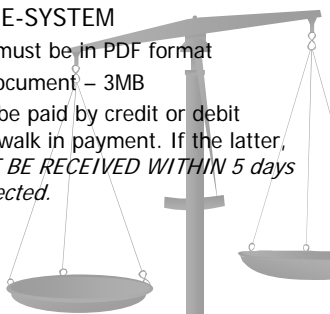 E-SYSTEM
must be in PDF format
ocument – 3MB
be paid by credit or debit
walk in payment. If the latter,
T BE RECEIVED WITHIN 5 days
ected.